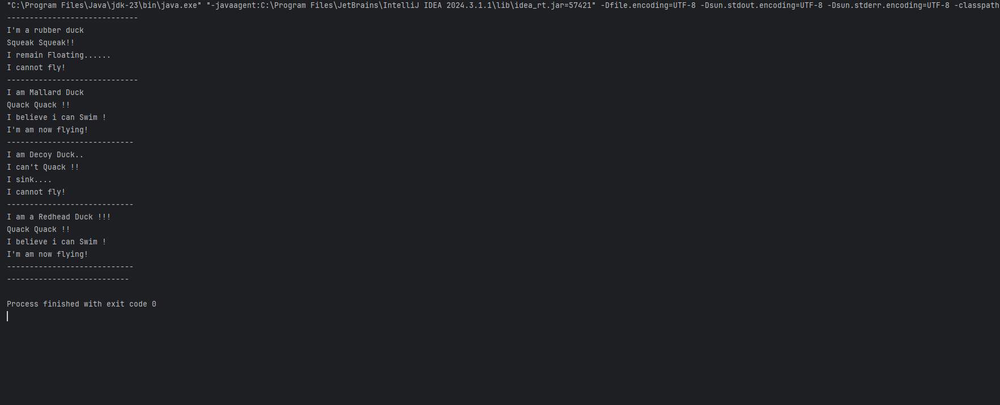 "C:\Program Files\Java\jdk-23\bin\java.exe" "-javaagent:C:\Program Files\JetBrains\IntelliJ IDEA 2024.3.1.1\lib\idea_rt.jar=57421" -Dfile.encoding=UTF-8 -Dsun.stdout.encoding=UTF-8 -Dsun.stderr.encoding=UTF-8 -classpath
-----------------------------
I'm a rubber duck
Squeak Squeak!!
I remain Floating......
I cannot fly!
-----------------------------
I am Mallard Duck
Quack Quack !!
I believe i can Swim !
I'm am now flying!
----------------------------
I am Decoy Duck..
I can't Quack !!
I sink....
I cannot fly!
----------------------------
I am a Redhead Duck !!!
Quack Quack !!
I believe i can Swim !
I'm am now flying!
----------------------------
---------------------------
Process finished with exit code 0